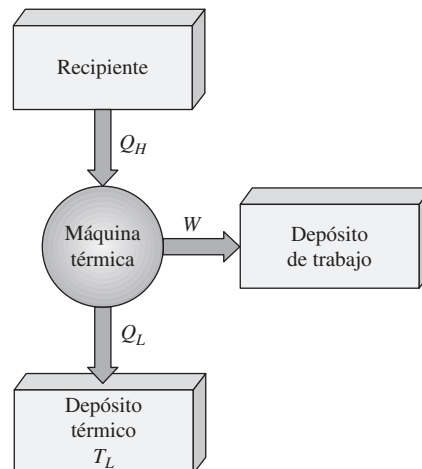 Recipiente
Q_H
Máquina
térmica
W
Depósito
de trabajo
Q_L
Depósito
térmico
T_L